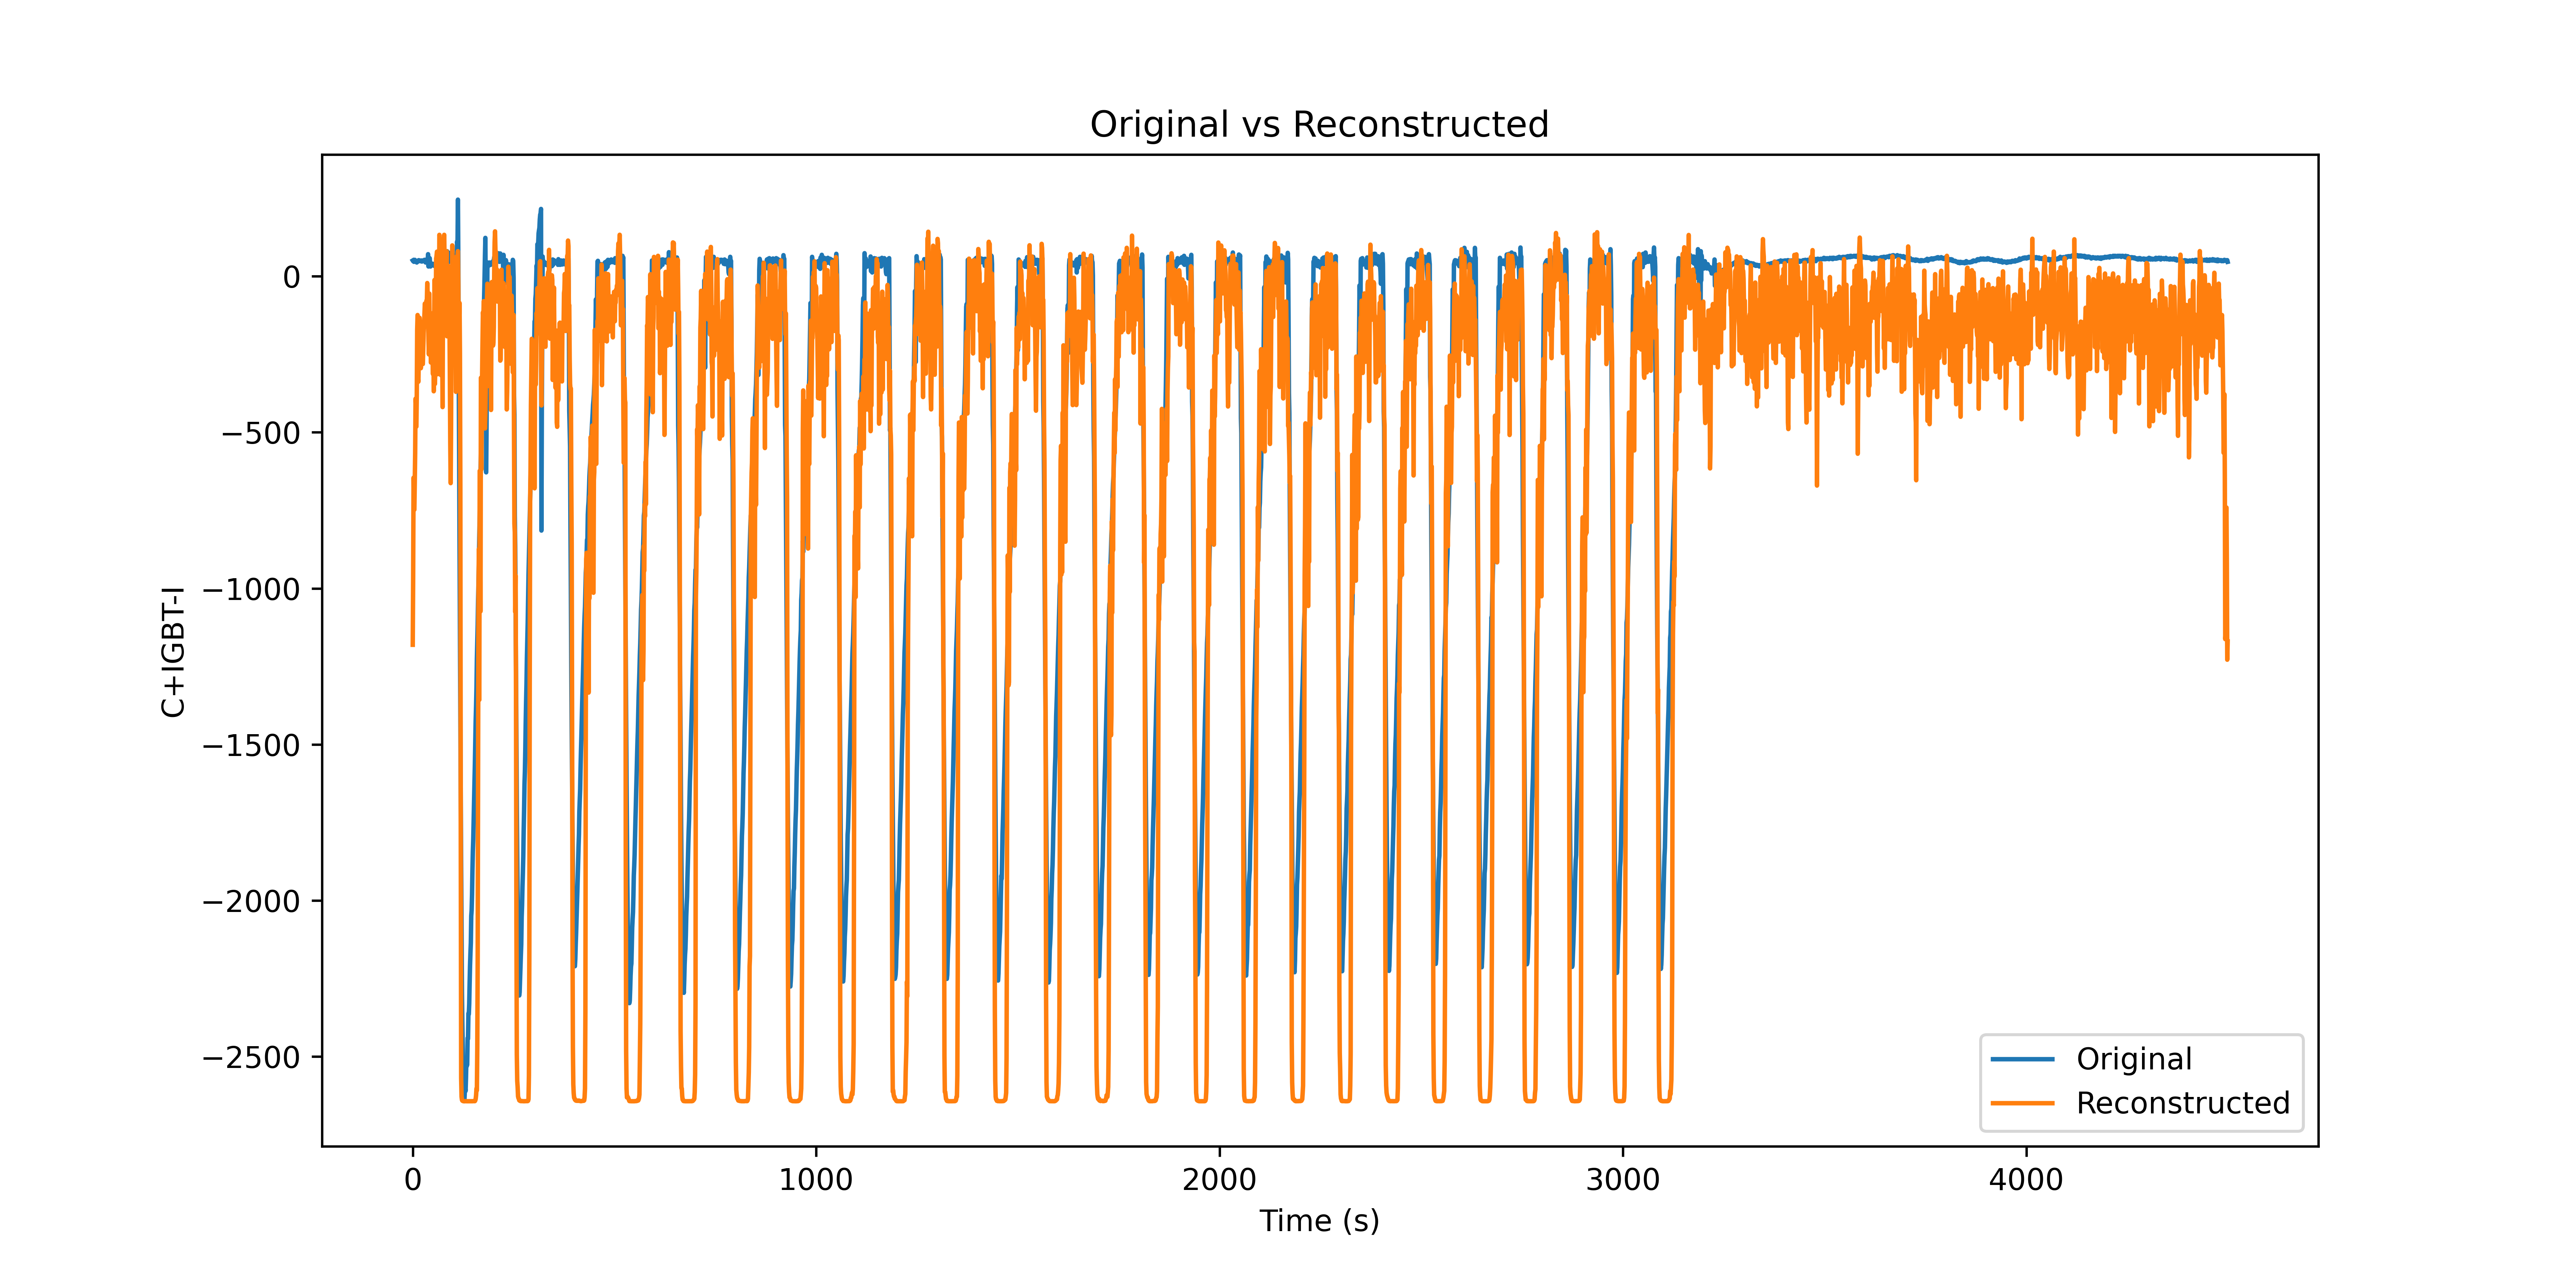 Original vs Reconstructed
C+IGBT-I
0
−500
−1000
−1500
−2000
−2500
0 1000 2000 3000 4000
Time (s)
Original
Reconstructed